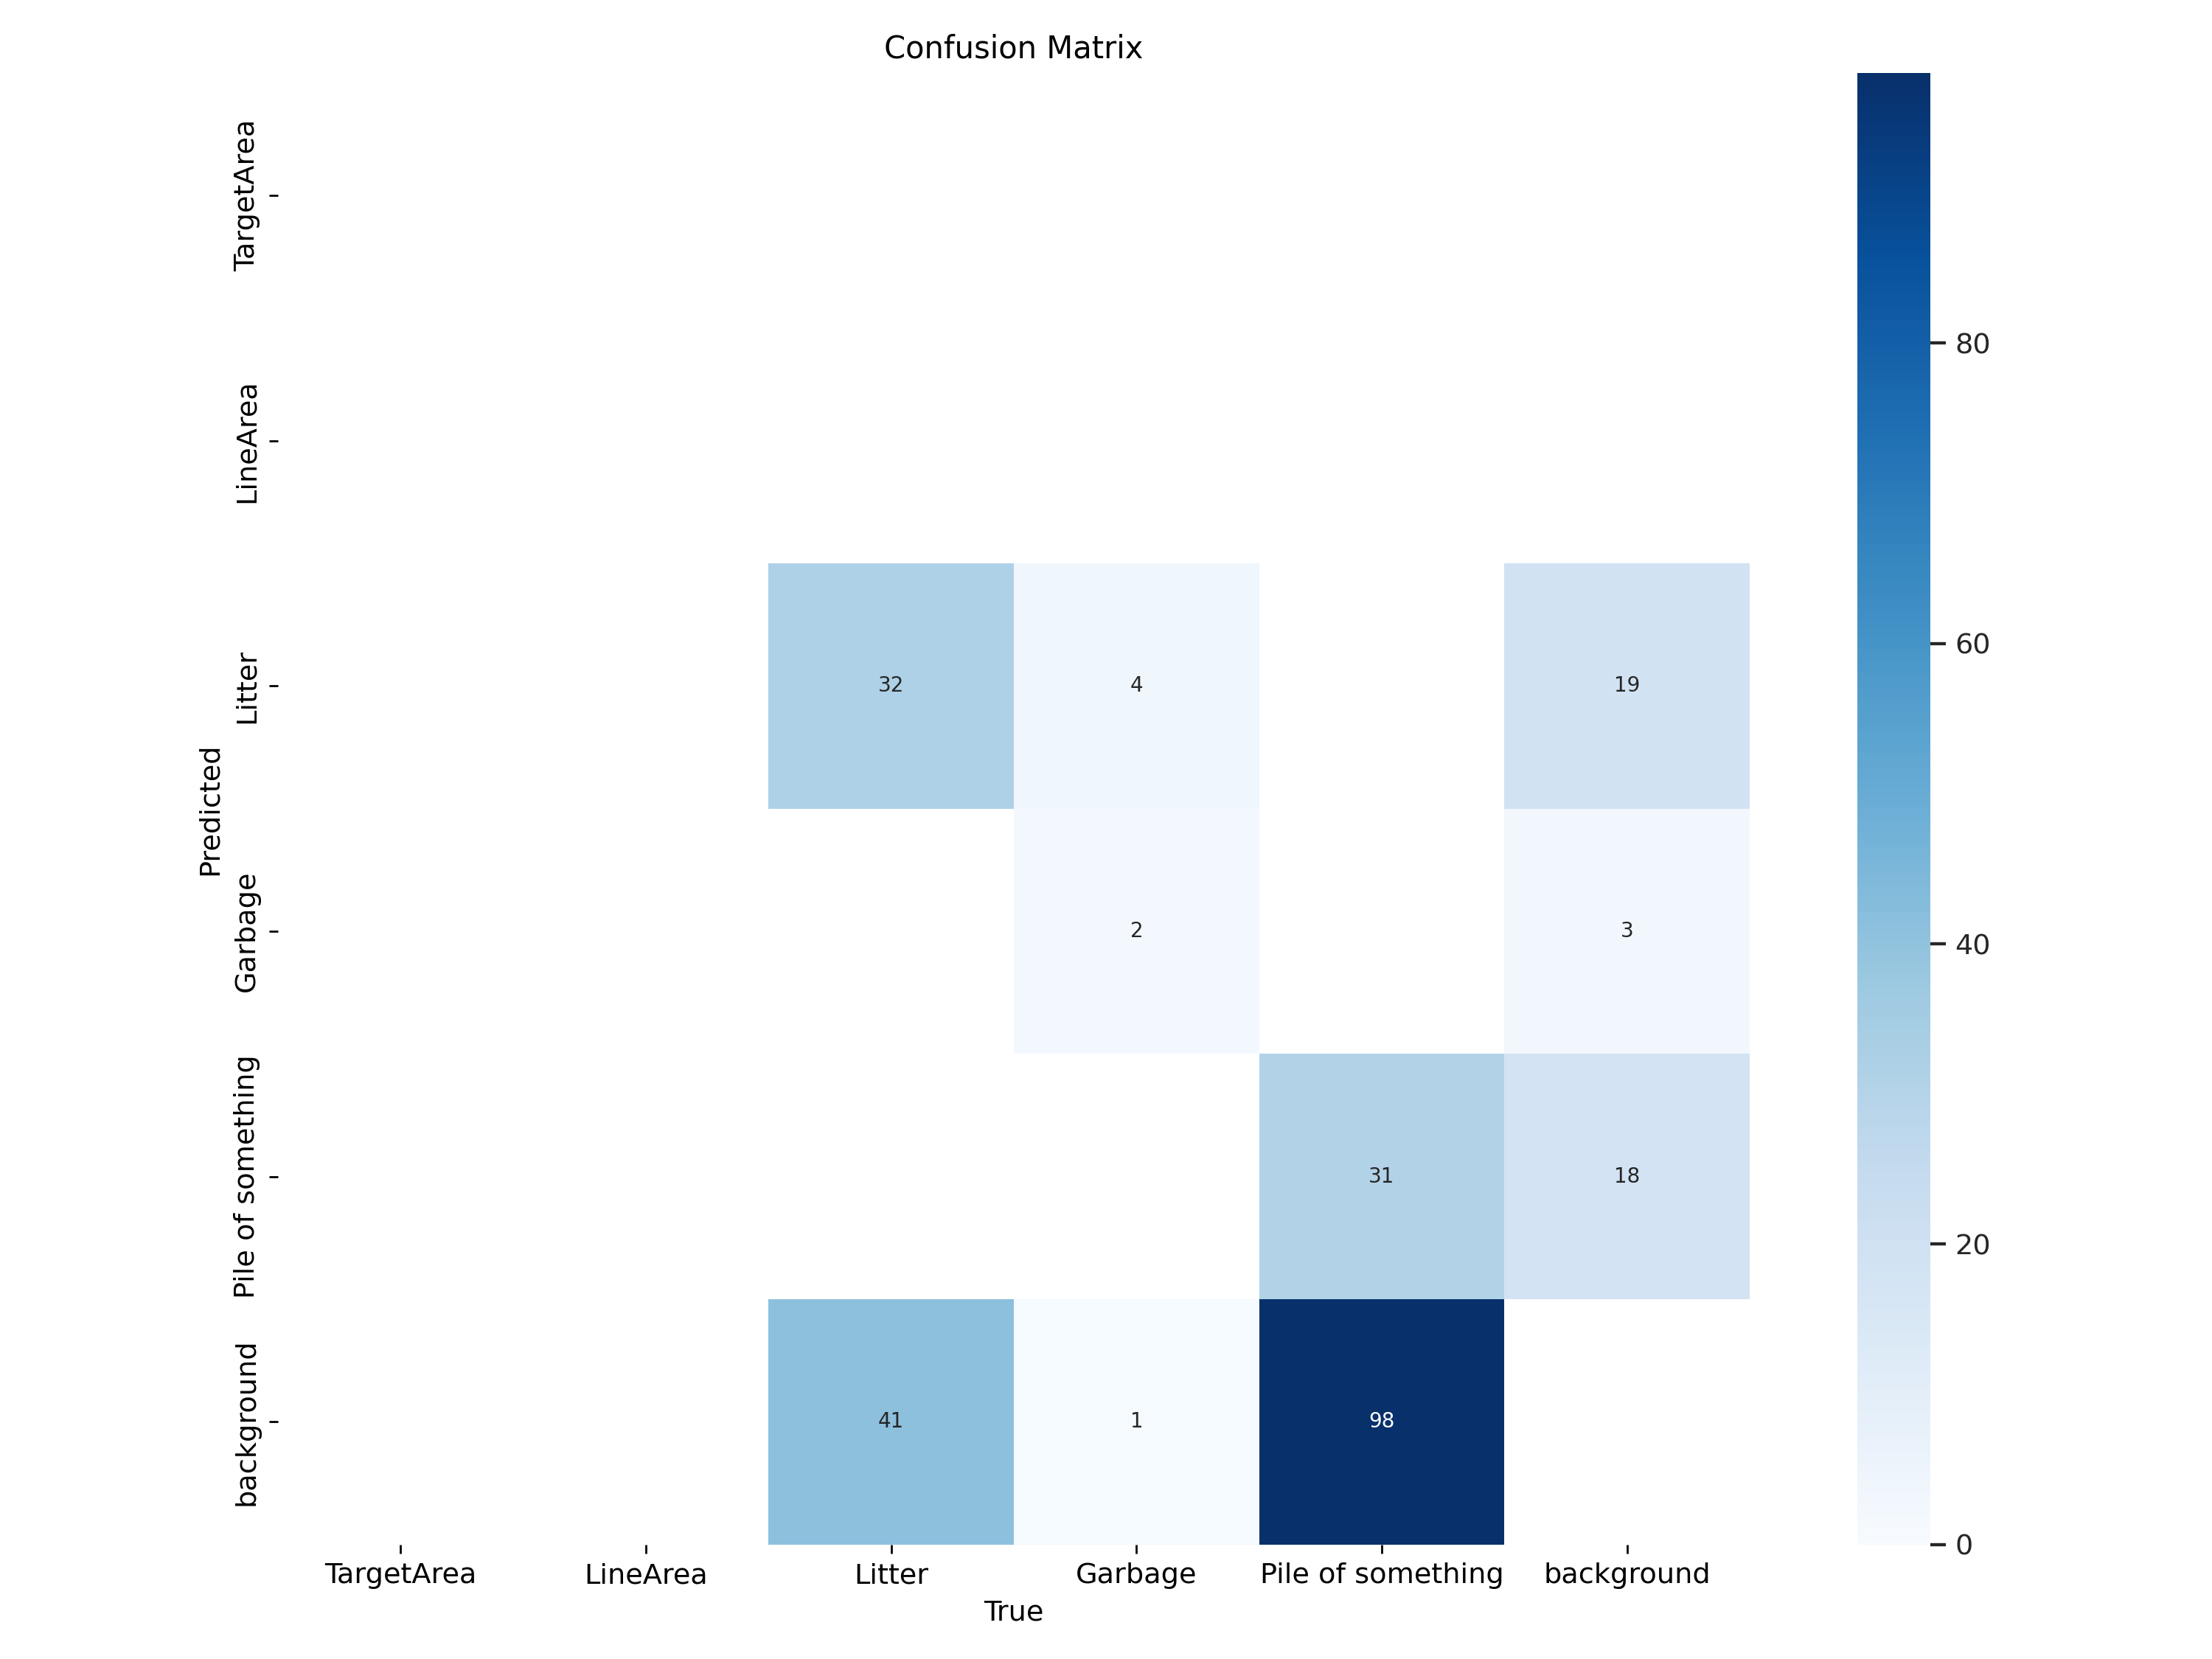 Confusion Matrix
TargetArea
LineArea
Litter
Garbage
Pile of something
background
Predicted
32 4 19
2 3
31 18
41 1 98
TargetArea LineArea Litter Garbage Pile of something background
True
80
60
40
20
0